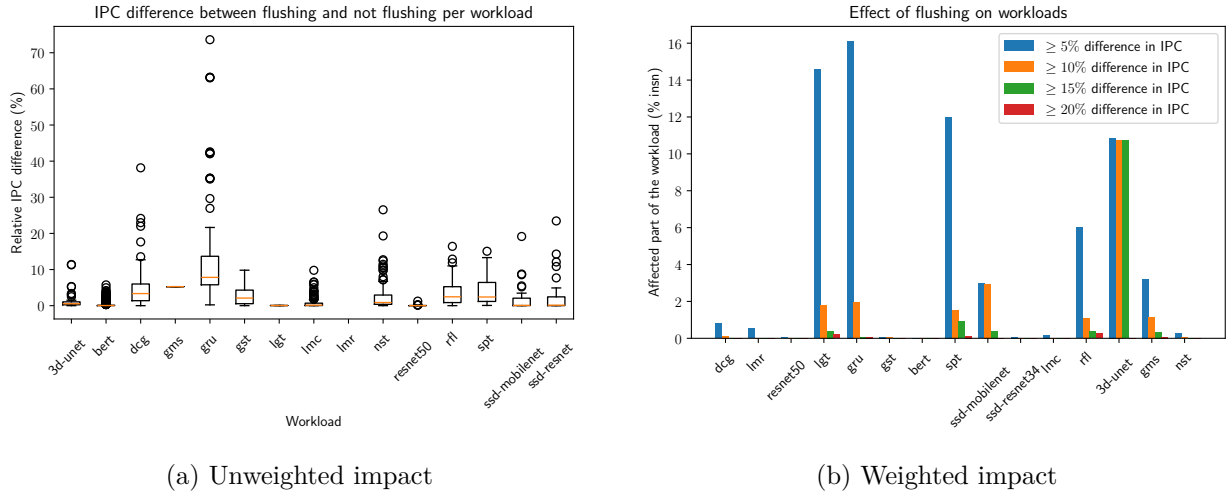 IPC difference between flushing and not flushing per workload
Relative IPC difference (%)
70
60
50
40
30
20
10
0
3d-unet
bert
dcg
gms
gru
gst
lgt
lmc
lmr
nst
resnet50
rfl
spt
ssd-mobilenet
ssd-resnet
Workload
(a) Unweighted impact
Effect of flushing on workloads
Affected part of the workload (% insn)
16
14
12
10
8
6
4
2
0
≥ 5% difference in IPC
≥ 10% difference in IPC
≥ 15% difference in IPC
≥ 20% difference in IPC
dcg
lmr
resnet50
lgt
gru
gst
bert
spt
ssd-mobilenet
ssd-resnet34
lmc
rfl
3d-unet
gms
nst
(b) Weighted impact